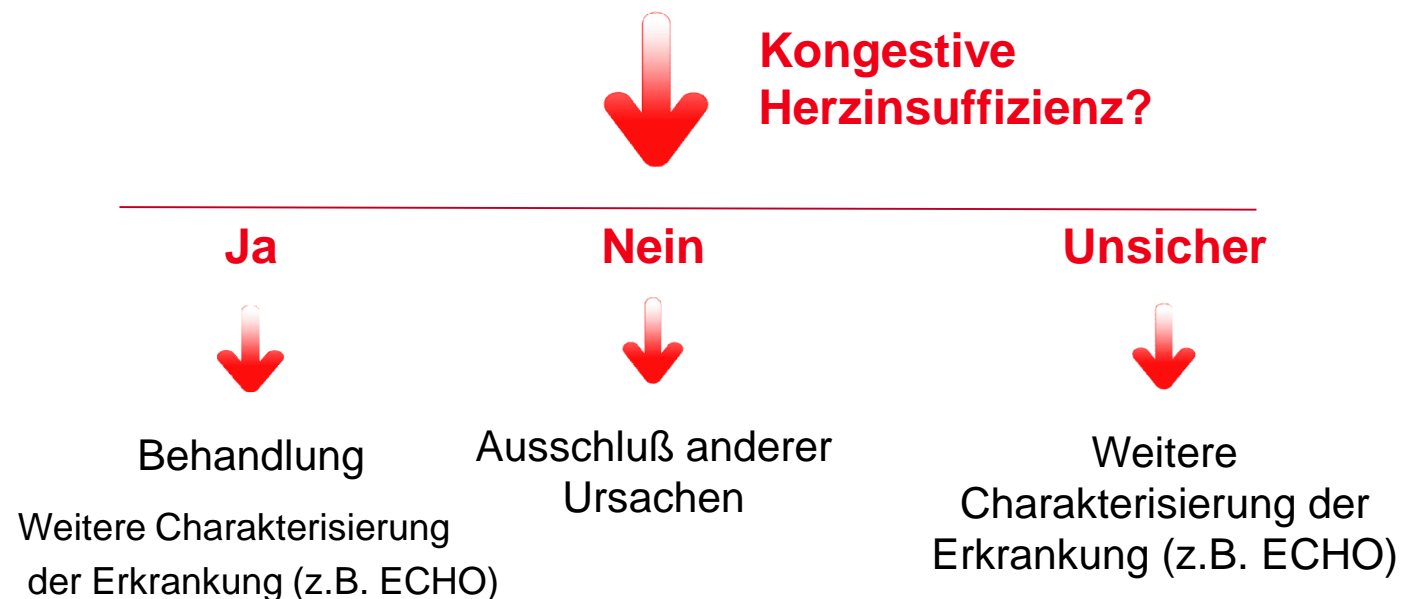 Kongestive
Herzinsuffizienz?
Ja
Nein
Unsicher
Behandlung
Weitere Charakterisierung
der Erkrankung (z.B. ECHO)
Ausschluß anderer
Ursachen
Weitere
Charakterisierung der
Erkrankung (z.B. ECHO)